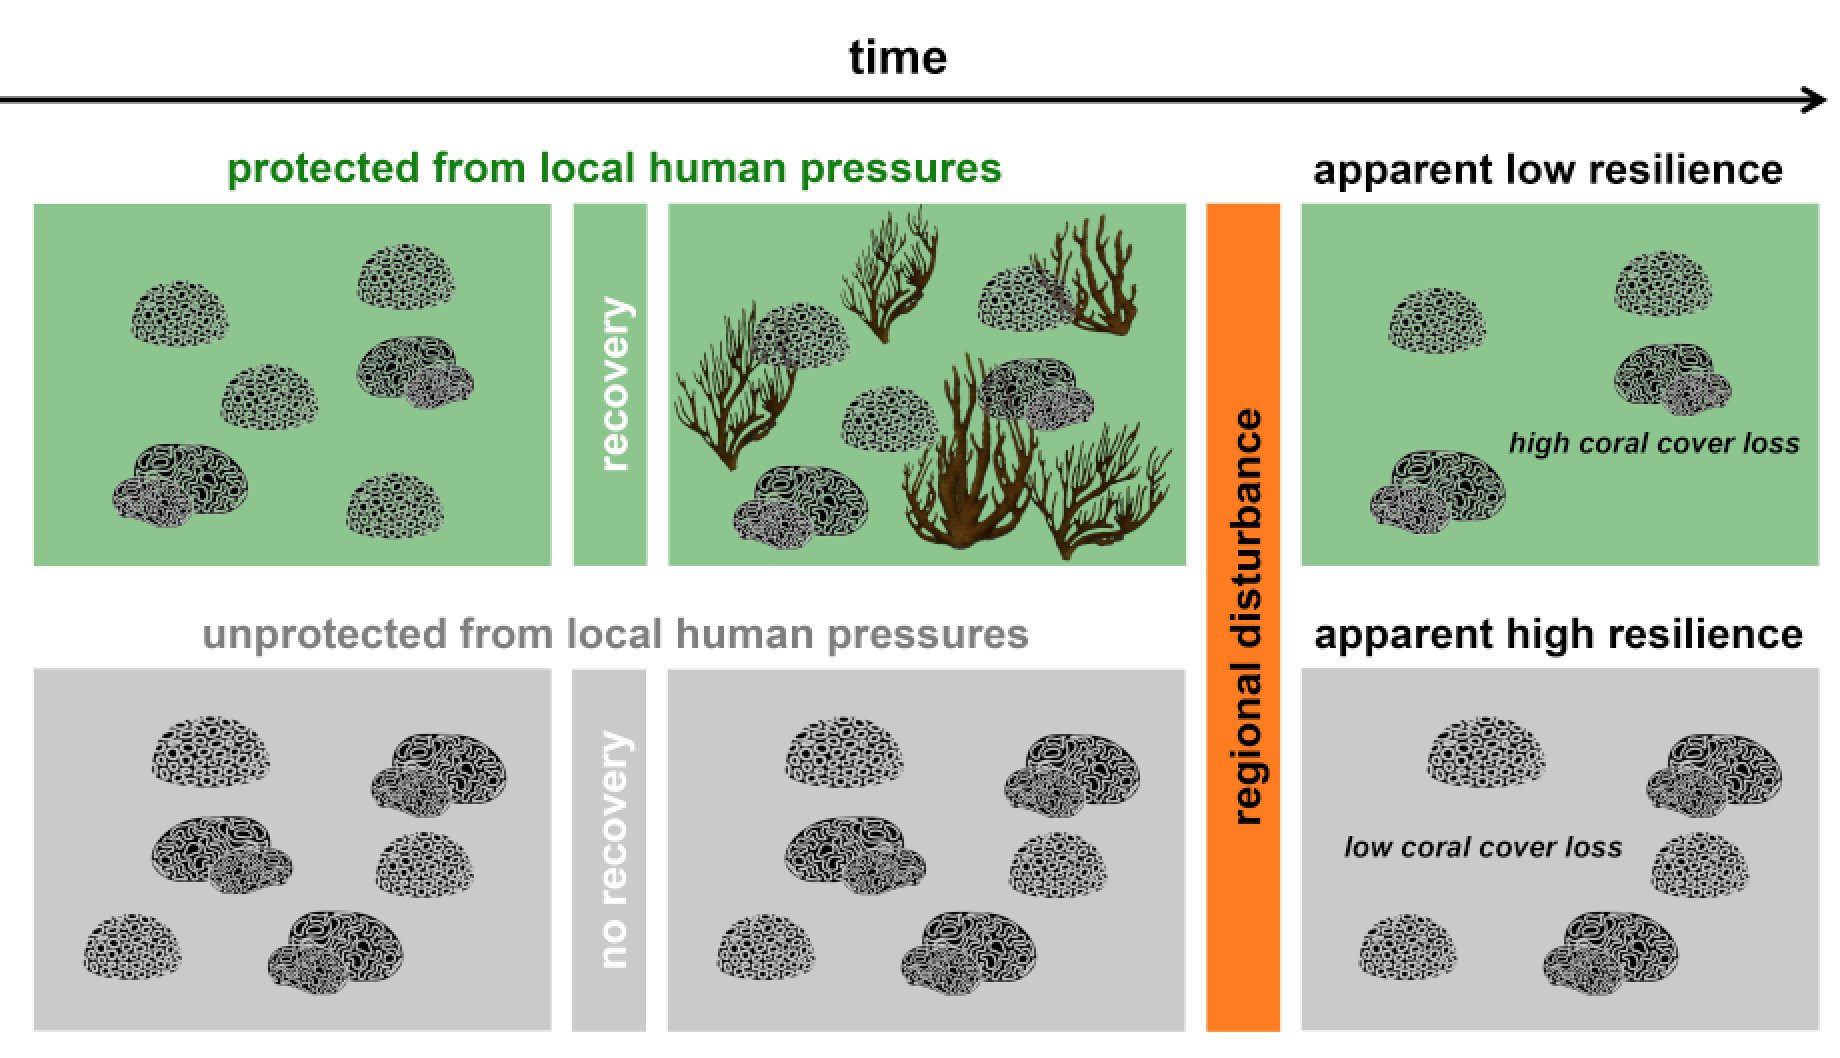 time
protected from local human pressures
apparent low resilience
recovery
high coral cover loss
regional disturbance
unprotected from local human pressures
apparent high resilience
no recovery
low coral cover loss